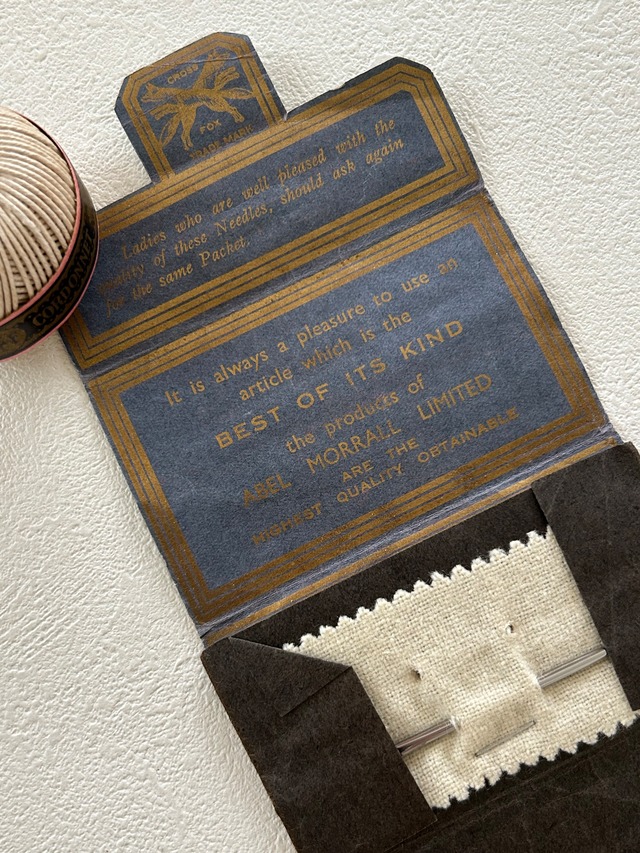 CROSS FOX
TRADE MARK
Ladies who are well pleased with the
quality of these Needles, should ask again
for the same Packet.
It is always a pleasure to use an
article which is the
BEST OF ITS KIND
the products of
ABEL MORRALL LIMITED
ARE THE
HIGHEST QUALITY OBTAINABLE
CORDONNET